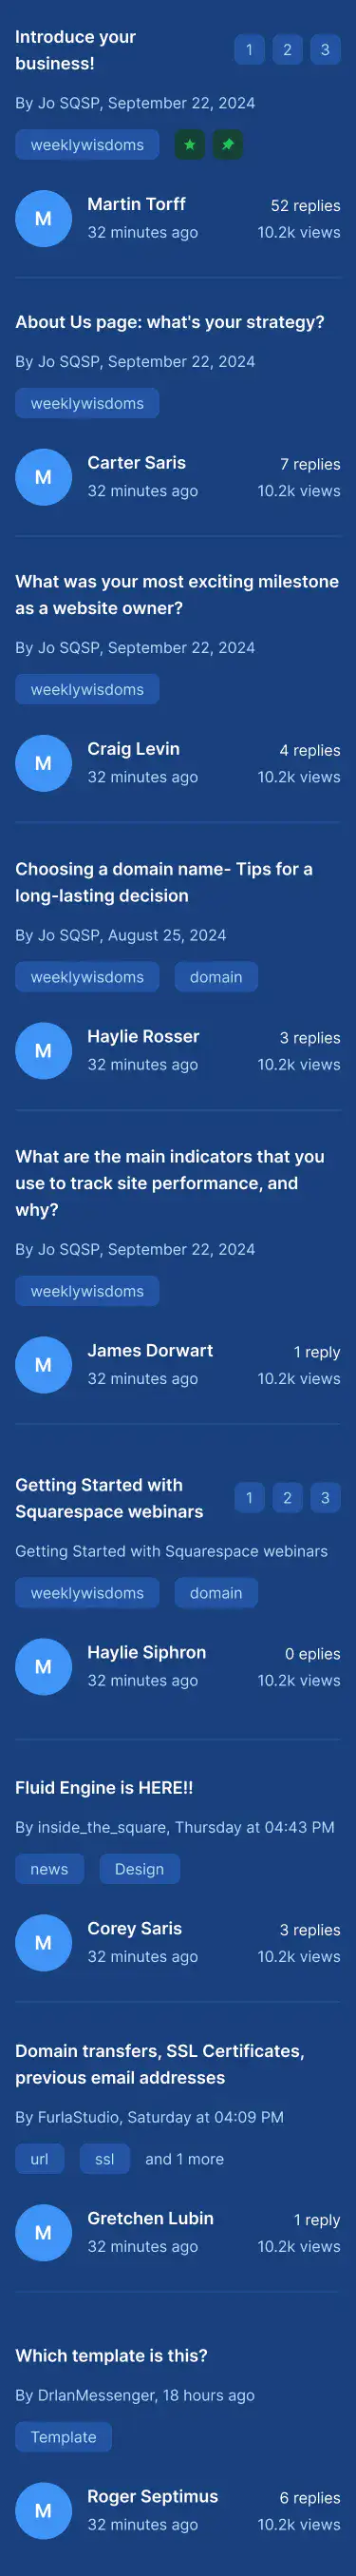 Introduce your
business!
1 2 3
By Jo SQSP, September 22, 2024
weeklywisdoms
M
Martin Torff
52 replies
32 minutes ago
10.2k views
About Us page: what's your strategy?
By Jo SQSP, September 22, 2024
weeklywisdoms
M
Carter Saris
7 replies
32 minutes ago
10.2k views
What was your most exciting milestone
as a website owner?
By Jo SQSP, September 22, 2024
weeklywisdoms
M
Craig Levin
4 replies
32 minutes ago
10.2k views
Choosing a domain name- Tips for a
long-lasting decision
By Jo SQSP, August 25, 2024
weeklywisdoms domain
M
Haylie Rosser
3 replies
32 minutes ago
10.2k views
What are the main indicators that you
use to track site performance, and
why?
By Jo SQSP, September 22, 2024
weeklywisdoms
M
James Dorwart
1 reply
32 minutes ago
10.2k views
Getting Started with
Squarespace webinars
1 2 3
Getting Started with Squarespace webinars
weeklywisdoms domain
M
Haylie Siphron
0 eplies
32 minutes ago
10.2k views
Fluid Engine is HERE!!
By inside_the_square, Thursday at 04:43 PM
news Design
M
Corey Saris
3 replies
32 minutes ago
10.2k views
Domain transfers, SSL Certificates,
previous email addresses
By FurlaStudio, Saturday at 04:09 PM
url ssl and 1 more
M
Gretchen Lubin
1 reply
32 minutes ago
10.2k views
Which template is this?
By DrIanMessenger, 18 hours ago
Template
M
Roger Septimus
6 replies
32 minutes ago
10.2k views